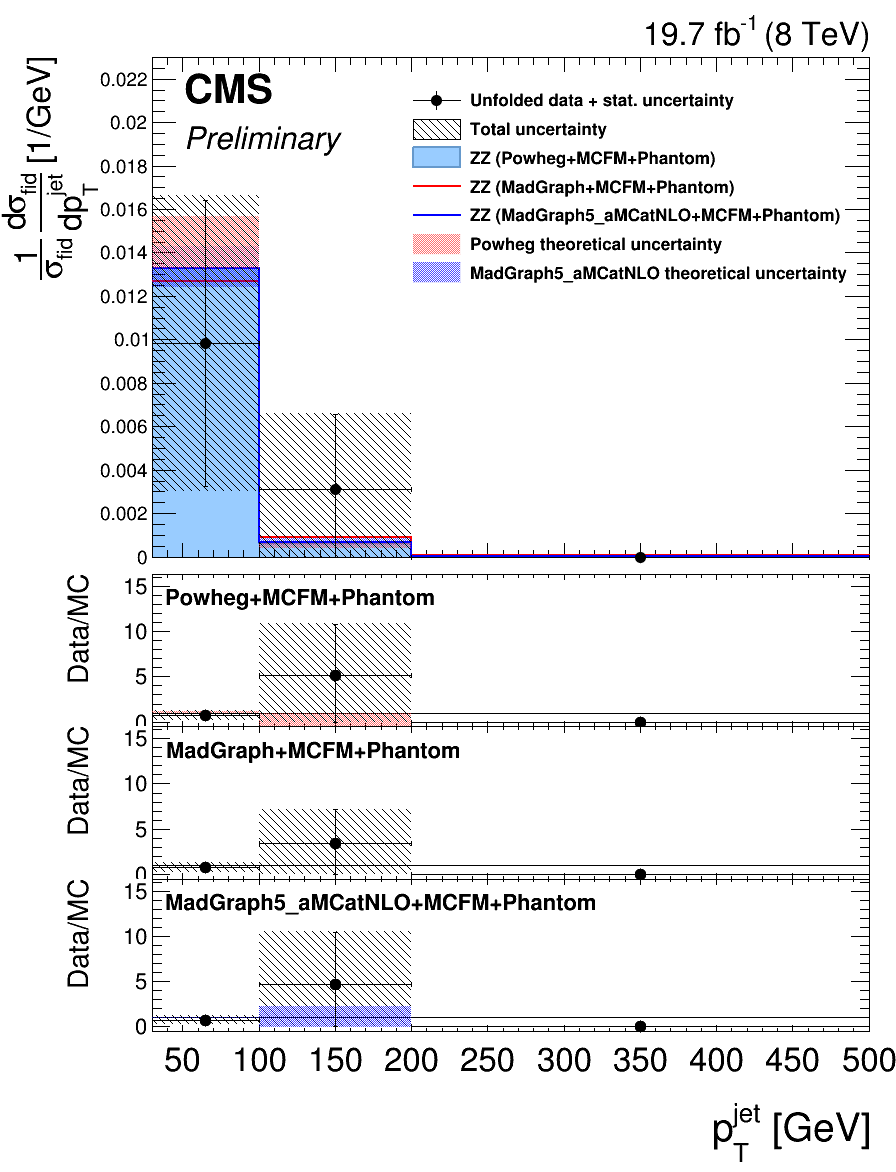 19.7 fb-1 (8 TeV)
1/σfid dσfid/dpTjet [1/GeV]
CMS
Preliminary
Unfolded data + stat. uncertainty
Total uncertainty
ZZ (Powheg+MCFM+Phantom)
ZZ (MadGraph+MCFM+Phantom)
ZZ (MadGraph5_aMCatNLO+MCFM+Phantom)
Powheg theoretical uncertainty
MadGraph5_aMCatNLO theoretical uncertainty
0.022
0.02
0.018
0.016
0.014
0.012
0.01
0.008
0.006
0.004
0.002
0
Data/MC
Powheg+MCFM+Phantom
15
10
5
0
Data/MC
MadGraph+MCFM+Phantom
15
10
5
0
Data/MC
MadGraph5_aMCatNLO+MCFM+Phantom
15
10
5
0
50 100 150 200 250 300 350 400 450 500
pTjet [GeV]